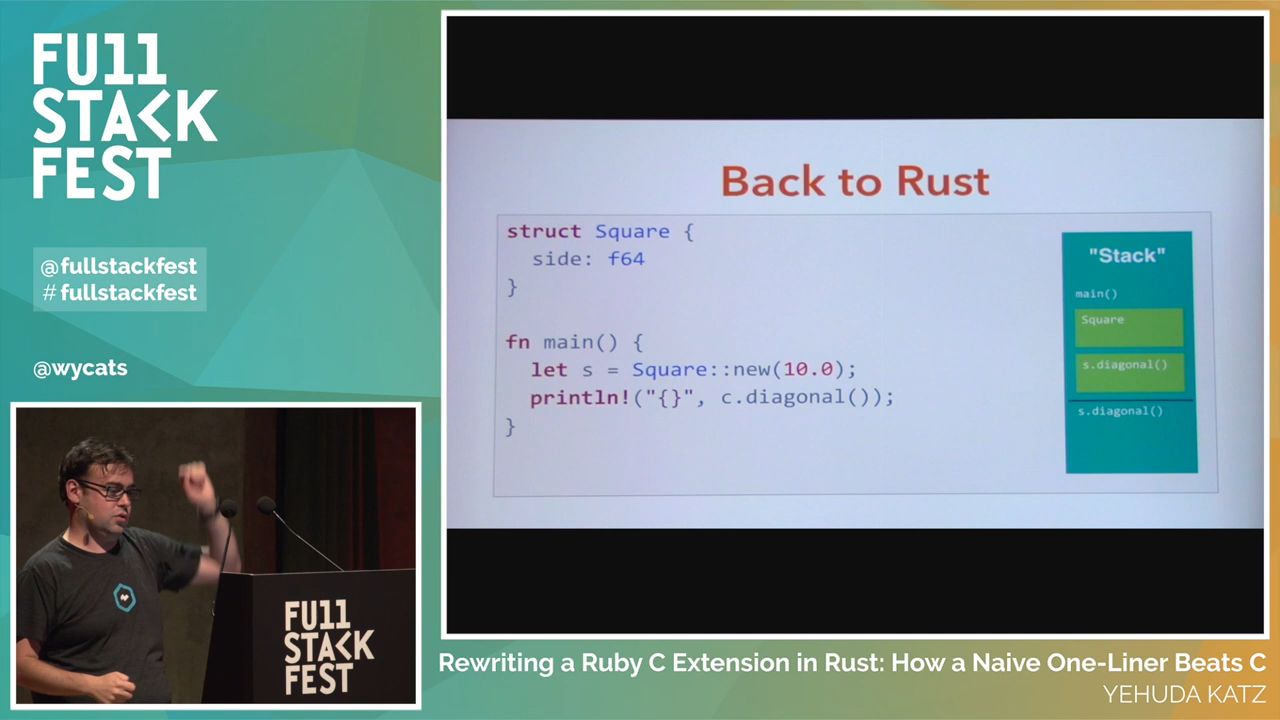 FU11
STACK
FEST
@fullstackfest
# fullstackfest
@wycats
FU11
STACK
FEST
Back to Rust
struct Square {
side: f64
}
fn main() {
let s = Square::new(10.0);
println!("{}", c.diagonal());
}
"Stack"
main()
Square
s.diagonal()
s.diagonal()
Rewriting a Ruby C Extension in Rust: How a Naive One-Liner Beats C
YEHUDA KATZ